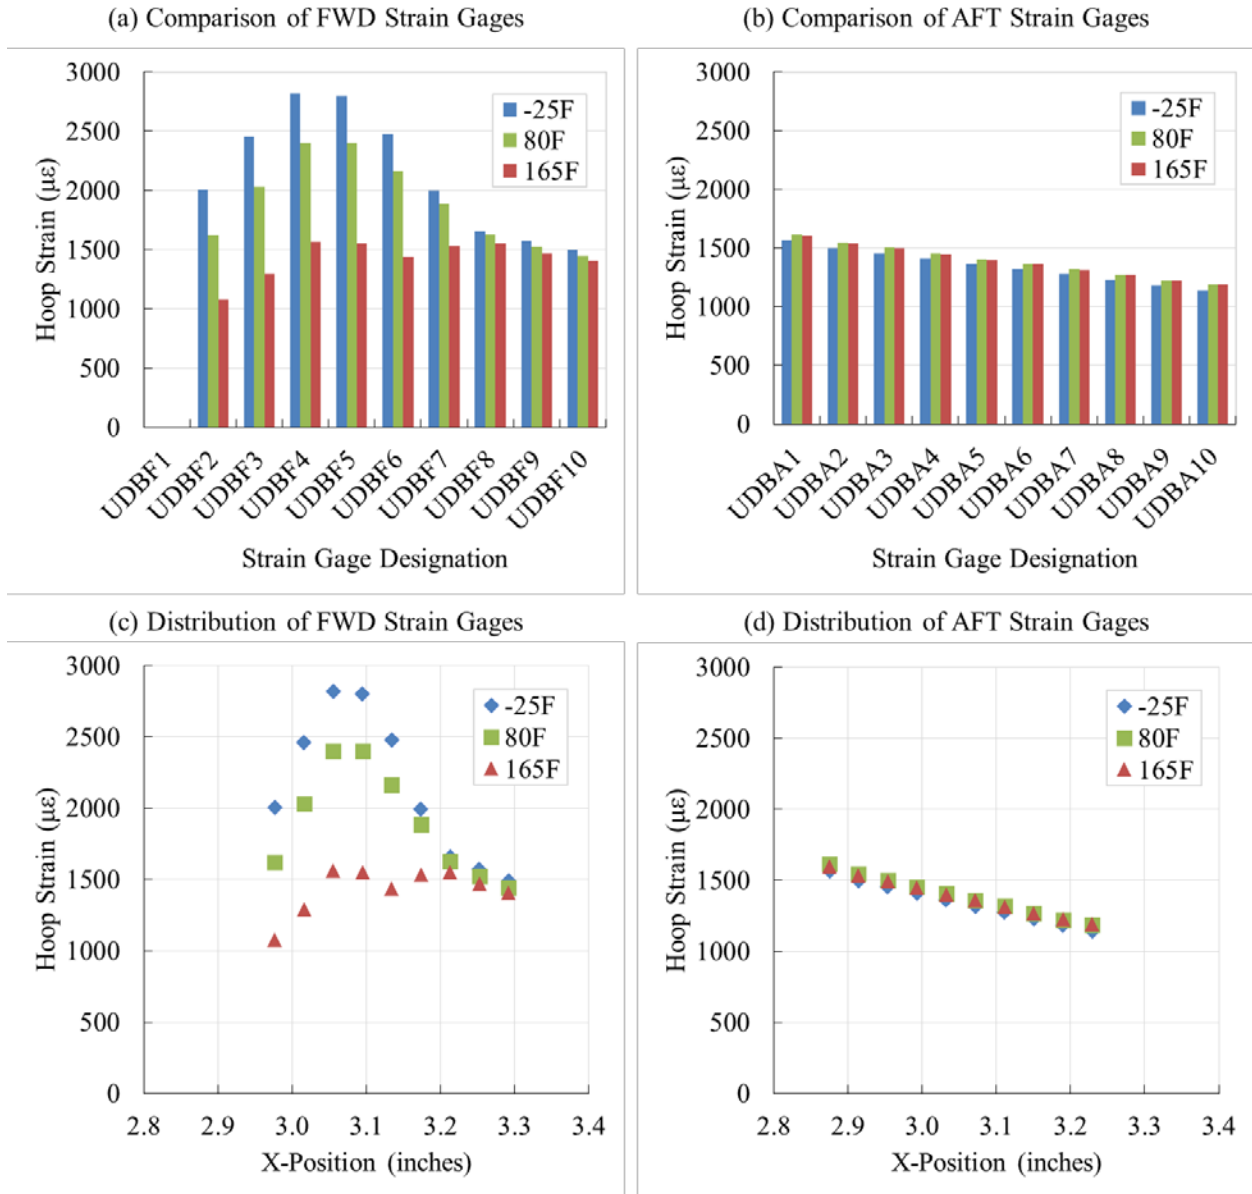 (a) Comparison of FWD Strain Gages
3000
2500
2000
1500
1000
500
0
Hoop Strain (με)
-25F
80F
165F
UDBF1
UDBF2
UDBF3
UDBF4
UDBF5
UDBF6
UDBF7
UDBF8
UDBF9
UDBF10
Strain Gage Designation
(b) Comparison of AFT Strain Gages
3000
2500
2000
1500
1000
500
0
Hoop Strain (με)
-25F
80F
165F
UDBA1
UDBA2
UDBA3
UDBA4
UDBA5
UDBA6
UDBA7
UDBA8
UDBA9
UDBA10
Strain Gage Designation
(c) Distribution of FWD Strain Gages
3000
2500
2000
1500
1000
500
0
Hoop Strain (με)
-25F
80F
165F
2.8 2.9 3.0 3.1 3.2 3.3 3.4
X-Position (inches)
(d) Distribution of AFT Strain Gages
3000
2500
2000
1500
1000
500
0
Hoop Strain (με)
-25F
80F
165F
2.8 2.9 3.0 3.1 3.2 3.3 3.4
X-Position (inches)